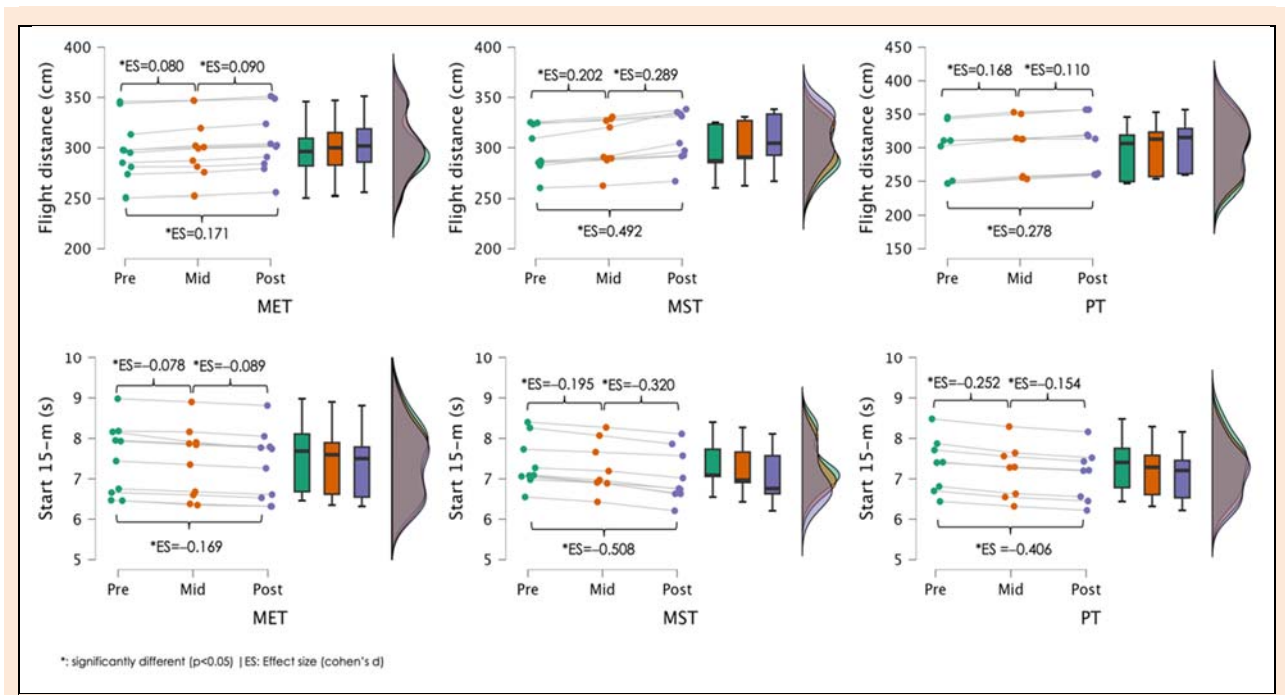 Flight distance (cm)
400
350
300
250
200
*ES=0.080
*ES=0.090
*ES=0.171
Pre
Mid
Post
MET
Flight distance (cm)
400
350
300
250
200
*ES=0.202
*ES=0.289
*ES=0.492
Pre
Mid
Post
MST
Flight distance (cm)
450
400
350
300
250
200
150
*ES=0.168
*ES=0.110
*ES=0.278
Pre
Mid
Post
PT
Start 15–m (s)
10
9
8
7
6
5
*ES=–0.078
*ES=–0.089
*ES=–0.169
Pre
Mid
Post
MET
Start 15–m (s)
10
9
8
7
6
5
*ES=–0.195
*ES=–0.320
*ES=–0.508
Pre
Mid
Post
MST
Start 15–m (s)
10
9
8
7
6
5
*ES=–0.252
*ES=–0.154
*ES =–0.406
Pre
Mid
Post
PT
*: significantly different (p<0.05) | ES: Effect size (cohen's d)